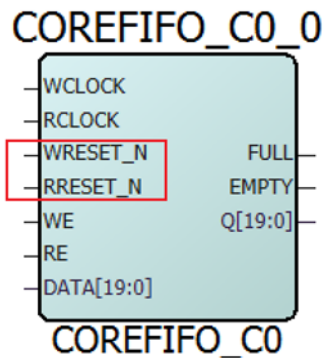 COREFIFO_C0_0
WCLOCK
RCLOCK
WRESET_N FULL
RRESET_N EMPTY
WE Q[19:0]
RE
DATA[19:0]
COREFIFO_C0